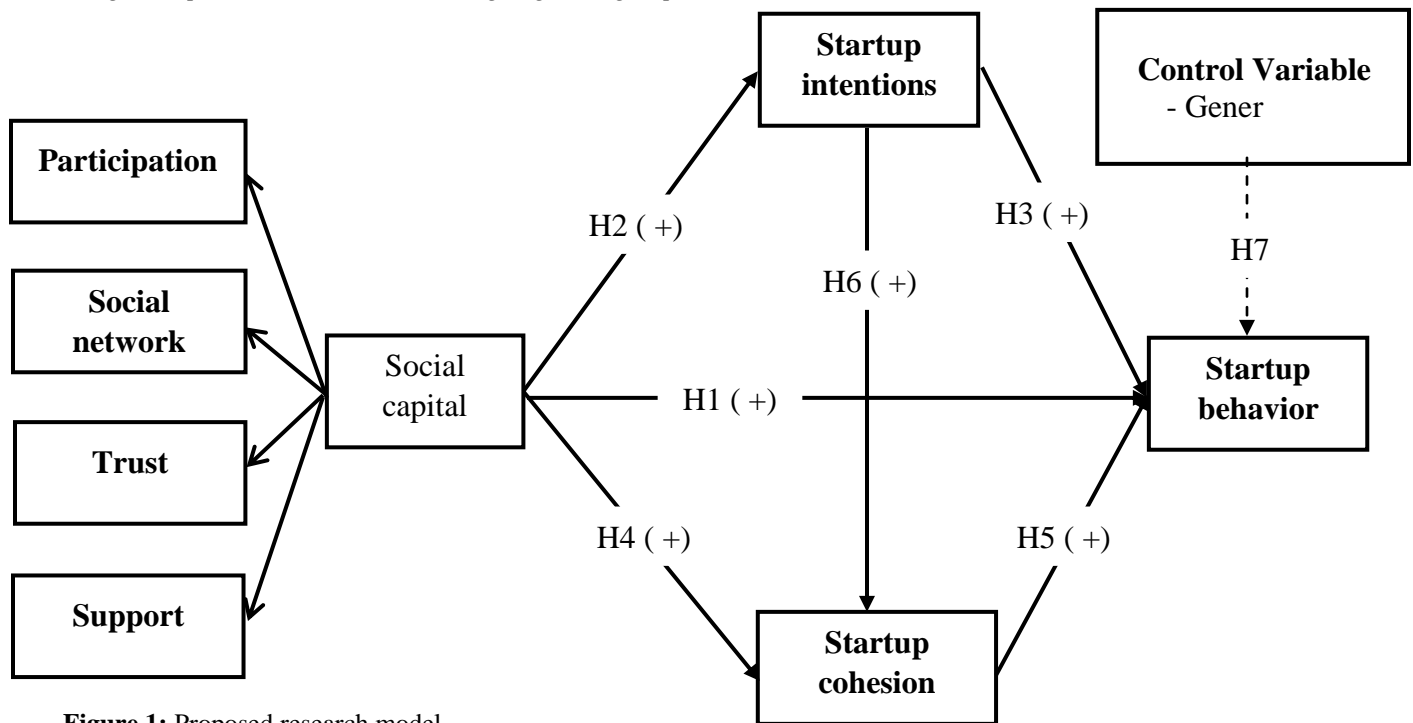 Startup
intentions
Control Variable
- Gener
Participation
H2 ( +)
H3 ( +)
H7
H6 ( +)
Social
network
Social
capital
H1 ( +)
Startup
behavior
Trust
H4 ( +)
H5 ( +)
Support
Startup
cohesion
Figure 1: Proposed research model